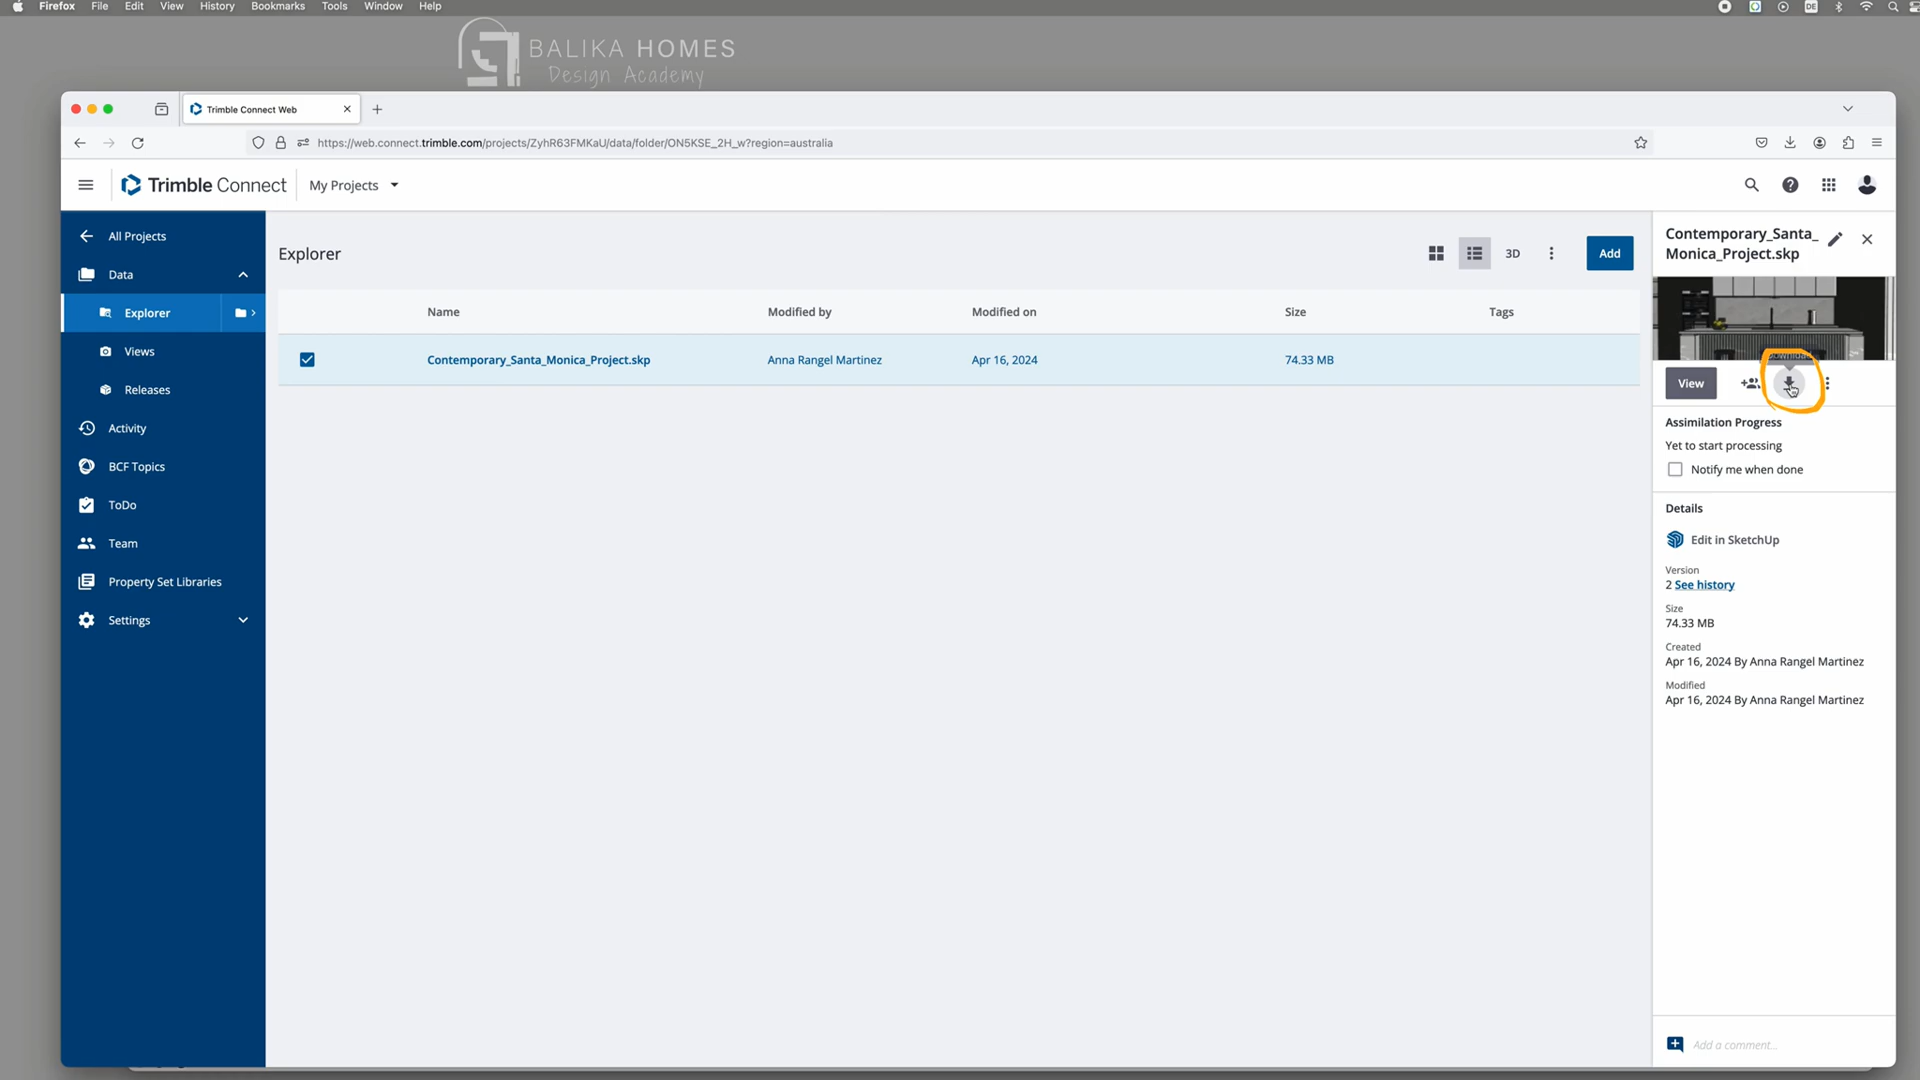 Firefox File Edit View History Bookmarks Tools Window Help
DE
BALIKA HOMES
Design Academy
Trimble Connect Web
https://web.connect.trimble.com/projects/ZyhR63FMKaU/data/folder/ON5KSE_2H_w?region=australia
Trimble Connect My Projects
All Projects
Data
Explorer
Views
Releases
Activity
BCF Topics
ToDo
Team
Property Set Libraries
Settings
Explorer 3D Add
Name Modified by Modified on Size Tags
Contemporary_Santa_Monica_Project.skp Anna Rangel Martinez Apr 16, 2024 74.33 MB
Contemporary_Santa_
Monica_Project.skp
Download
View
Assimilation Progress
Yet to start processing
Notify me when done
Details
Edit in SketchUp
Version
2 See history
Size
74.33 MB
Created
Apr 16, 2024 By Anna Rangel Martinez
Modified
Apr 16, 2024 By Anna Rangel Martinez
Add a comment...